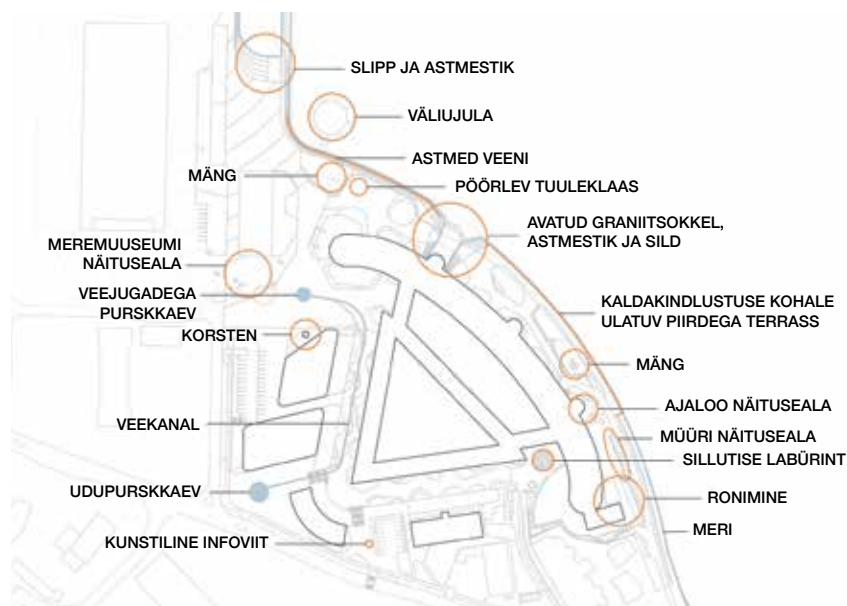 SLIPP JA ASTMESTIK
VÄLIUJULA
ASTMED VEENI
MÄNG
PÖÖRLEV TUULEKLAAS
AVATUD GRANIITSOKKEL,
ASTMESTIK JA SILD
MEREMUUSEUMI
NÄITUSEALA
VEEJUGADEGA
PURSKKAEV
KALDAKINDLUSTUSE KOHALE
ULATUV PIIRDEGA TERRASS
KORSTEN
MÄNG
AJALOO NÄITUSEALA
VEEKANAL
MÜÜRI NÄITUSEALA
SILLUTISE LABÜRINT
UDUPURSKKAEV
RONIMINE
MERI
KUNSTILINE INFOVIIT